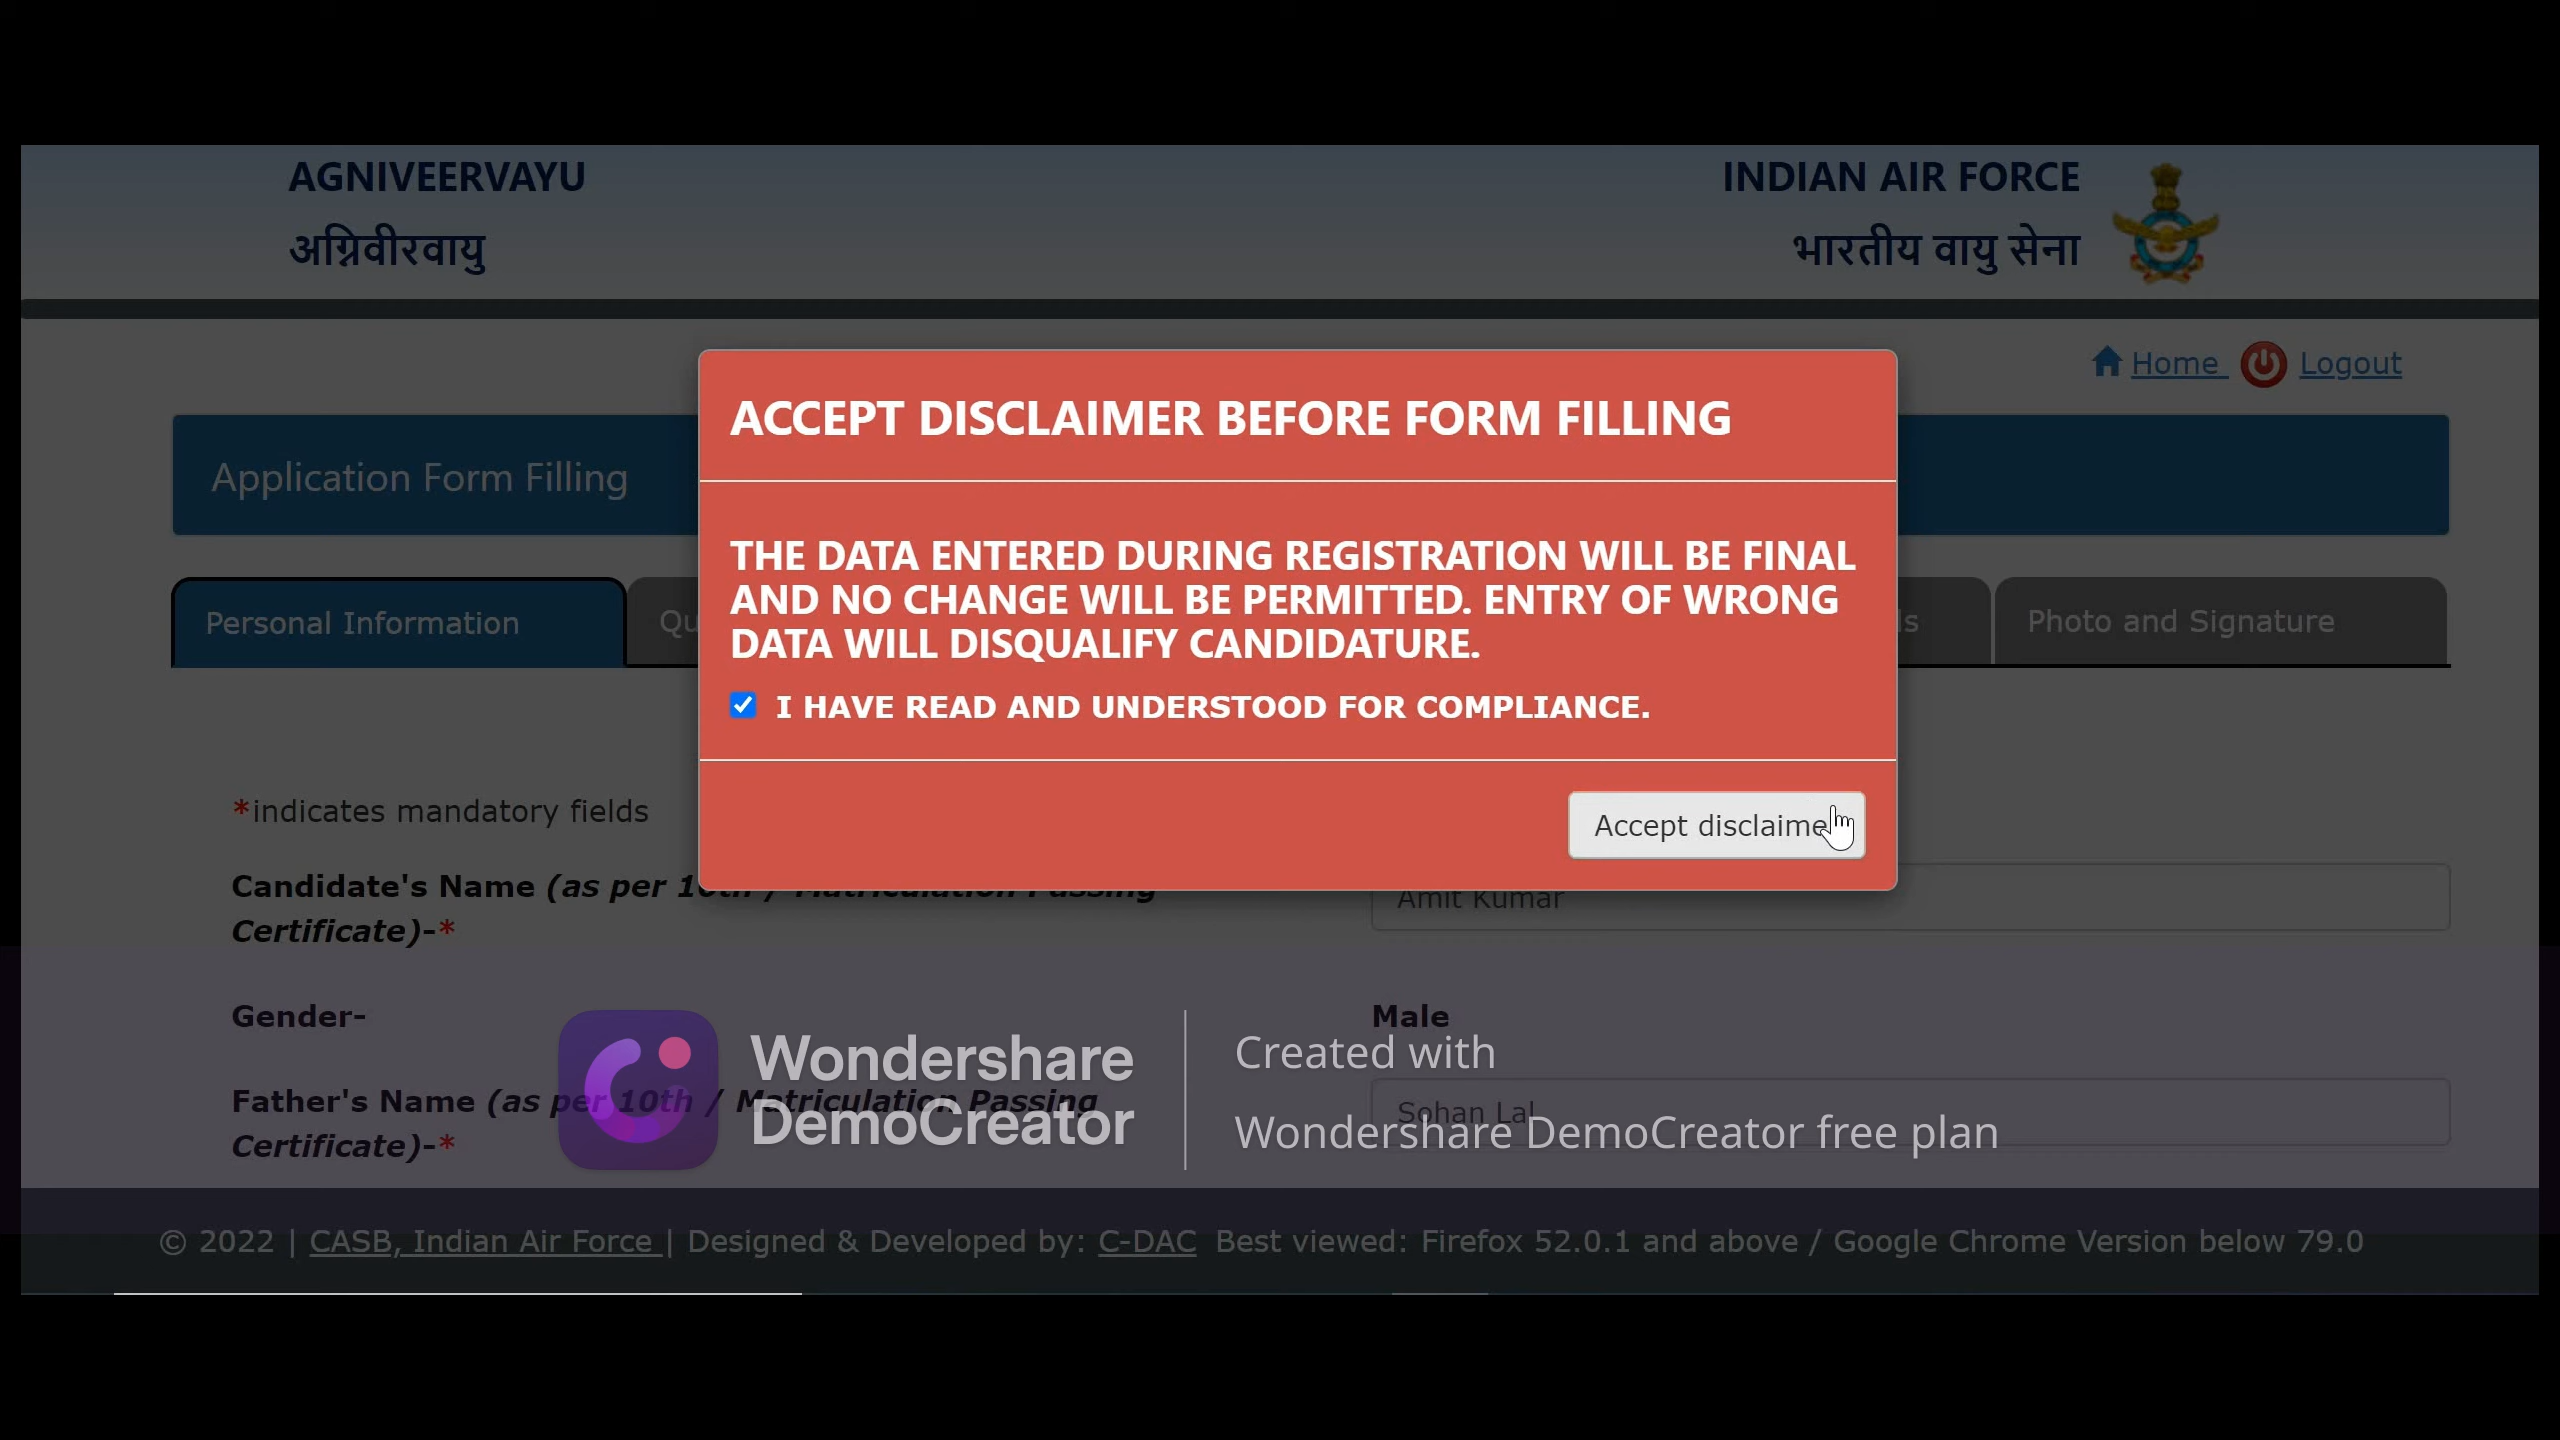 AGNIVEERVAYU
अग्निवीरवायु
INDIAN AIR FORCE
भारतीय वायु सेना
Home
Logout
Application Form Filling
ACCEPT DISCLAIMER BEFORE FORM FILLING
THE DATA ENTERED DURING REGISTRATION WILL BE FINAL
AND NO CHANGE WILL BE PERMITTED. ENTRY OF WRONG
DATA WILL DISQUALIFY CANDIDATURE.
I HAVE READ AND UNDERSTOOD FOR COMPLIANCE.
Accept disclaime
Personal Information
Photo and Signature
*indicates mandatory fields
Candidate's Name (as per 10th / Matriculation Passing
Certificate)-*
Amit Kumar
Gender-
Male
Father's Name (as per 10th / Matriculation Passing
Certificate)-*
Sohan Lal
Wondershare
DemoCreator
Created with
Wondershare DemoCreator free plan
© 2022 | CASB, Indian Air Force | Designed & Developed by: C-DAC Best viewed: Firefox 52.0.1 and above / Google Chrome Version below 79.0